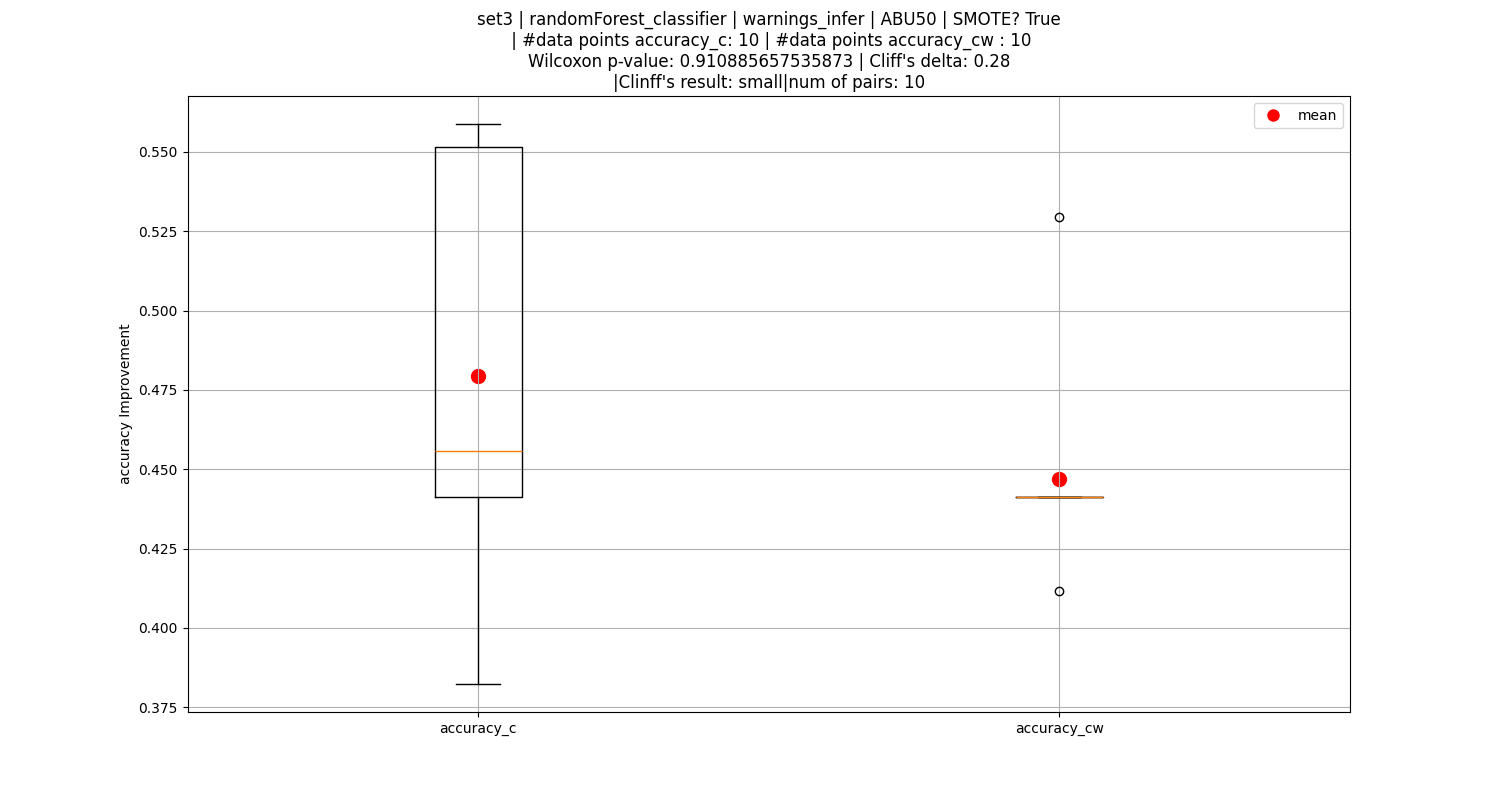 set3 | randomForest_classifier | warnings_infer | ABU50 | SMOTE? True
| #data points accuracy_c: 10 | #data points accuracy_cw : 10
Wilcoxon p-value: 0.910885657535873 | Cliff's delta: 0.28
|Clinff's result: small|num of pairs: 10
mean
accuracy Improvement
0.550
0.525
0.500
0.475
0.450
0.425
0.400
0.375
accuracy_c
accuracy_cw